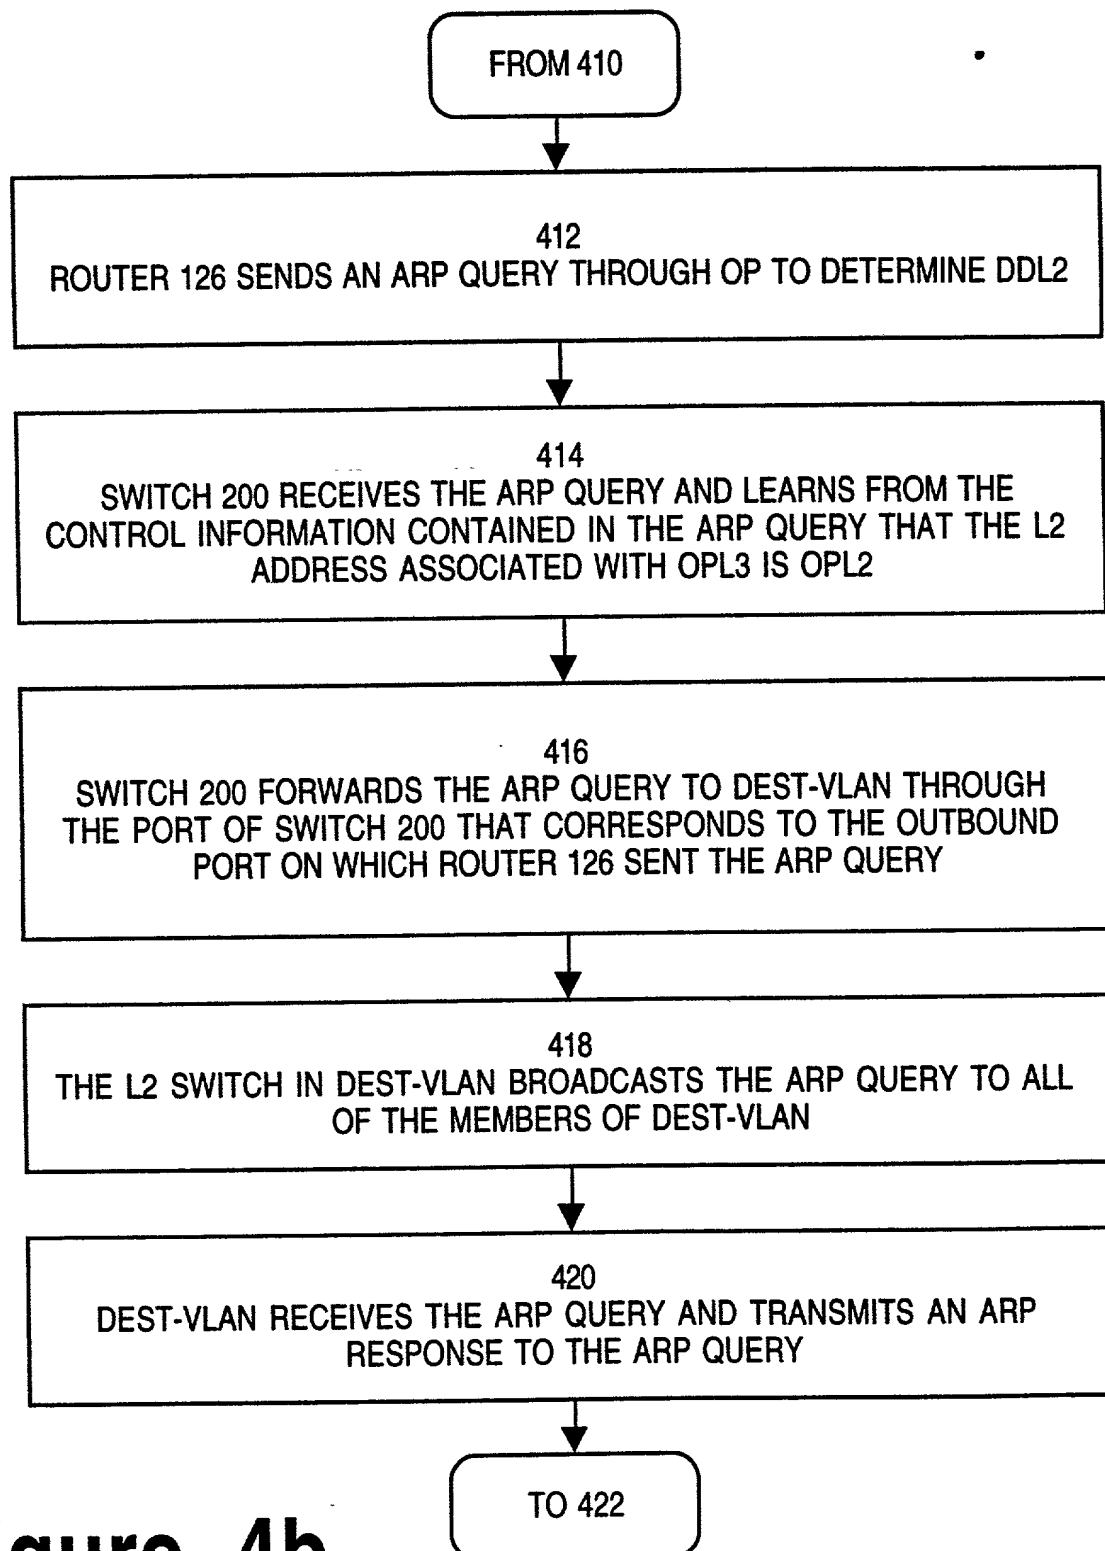 FROM 410
412
ROUTER 126 SENDS AN ARP QUERY THROUGH OP TO DETERMINE DDL2
414
SWITCH 200 RECEIVES THE ARP QUERY AND LEARNS FROM THE
CONTROL INFORMATION CONTAINED IN THE ARP QUERY THAT THE L2
ADDRESS ASSOCIATED WITH OPL3 IS OPL2
416
SWITCH 200 FORWARDS THE ARP QUERY TO DEST-VLAN THROUGH
THE PORT OF SWITCH 200 THAT CORRESPONDS TO THE OUTBOUND
PORT ON WHICH ROUTER 126 SENT THE ARP QUERY
418
THE L2 SWITCH IN DEST-VLAN BROADCASTS THE ARP QUERY TO ALL
OF THE MEMBERS OF DEST-VLAN
420
DEST-VLAN RECEIVES THE ARP QUERY AND TRANSMITS AN ARP
RESPONSE TO THE ARP QUERY
TO 422
4b